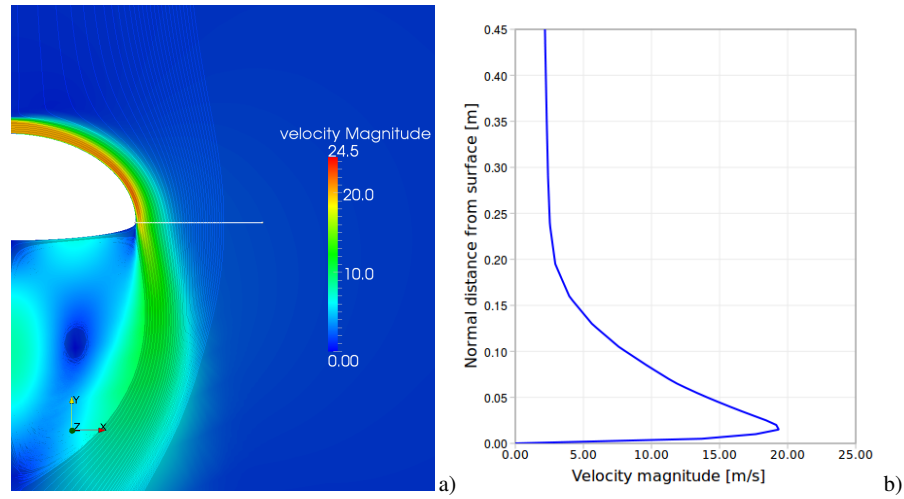 velocity Magnitude
24.5
20.0
10.0
0.00
Y
Z
X
a)
0.45
0.40
0.35
0.30
0.25
0.20
0.15
0.10
0.05
0.00
Normal distance from surface [m]
0.00 5.00 10.00 15.00 20.00 25.00
Velocity magnitude [m/s]
b)